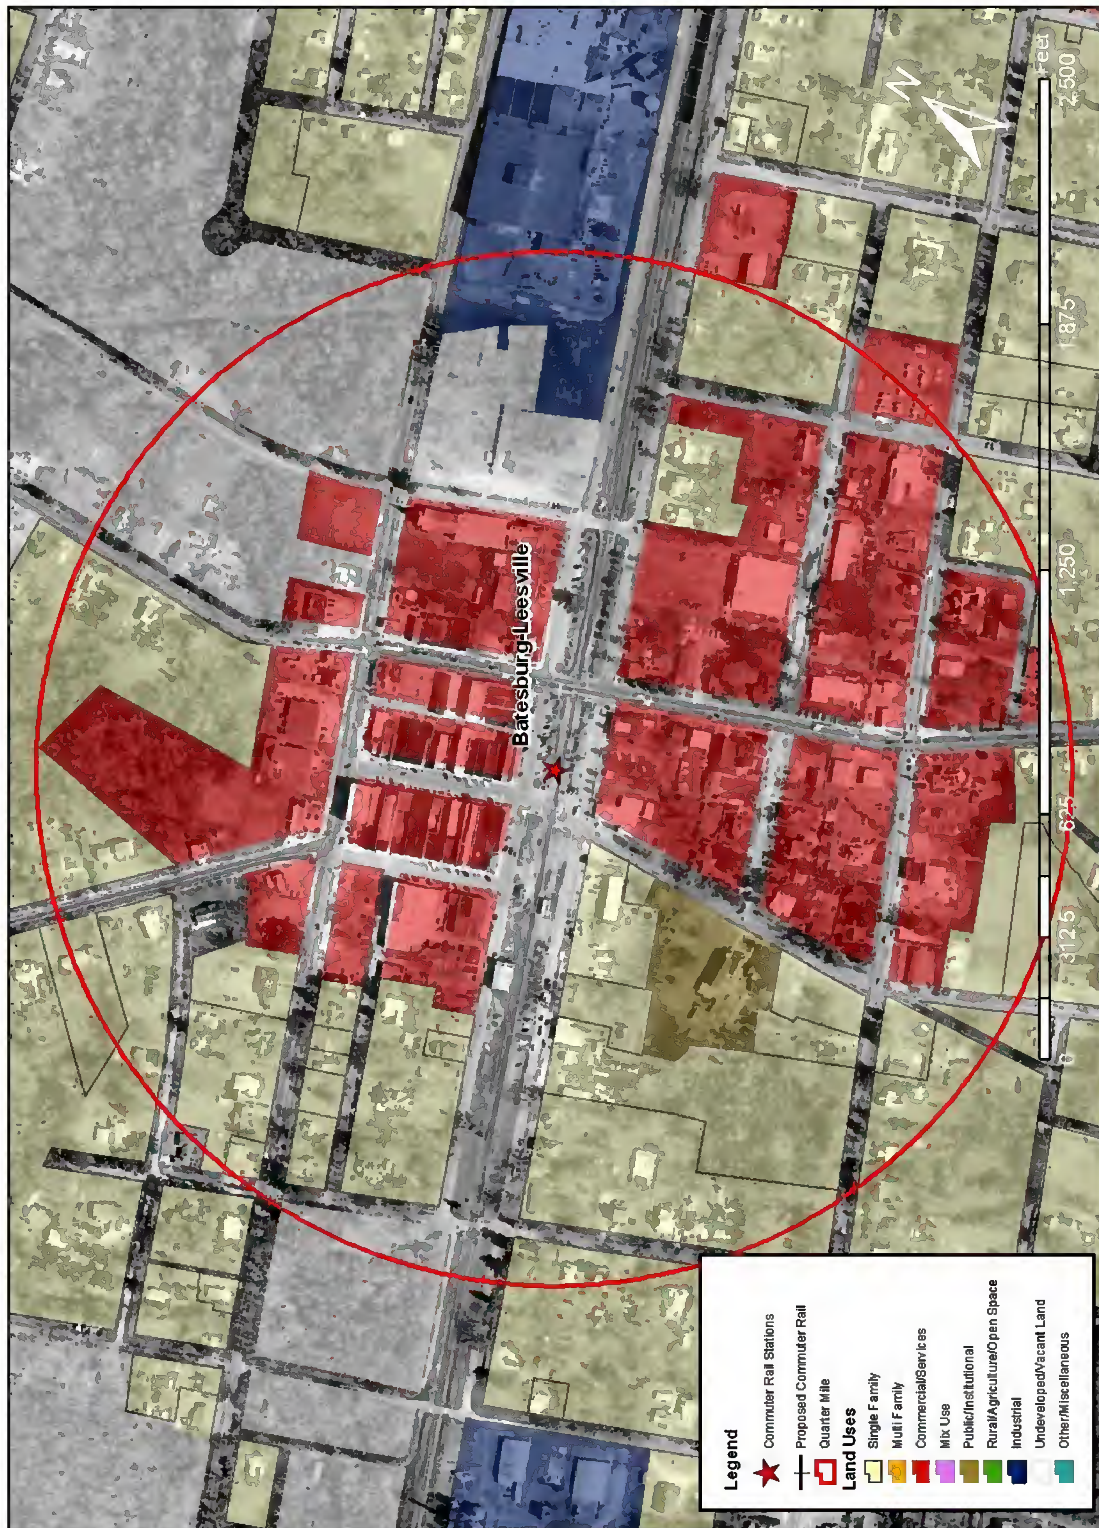 Batesburg-Leesville
N
0 312.5 625 1,250 1,875 2,500
Feet
Legend
Commuter Rail Stations
Proposed Commuter Rail
Quarter Mile
Land Uses
Single Family
Multi Family
Commercial/Services
Mix Use
Public/Institutional
Rural/Agriculture/Open Space
Industrial
Undeveloped/Vacant Land
Other/Miscellaneous